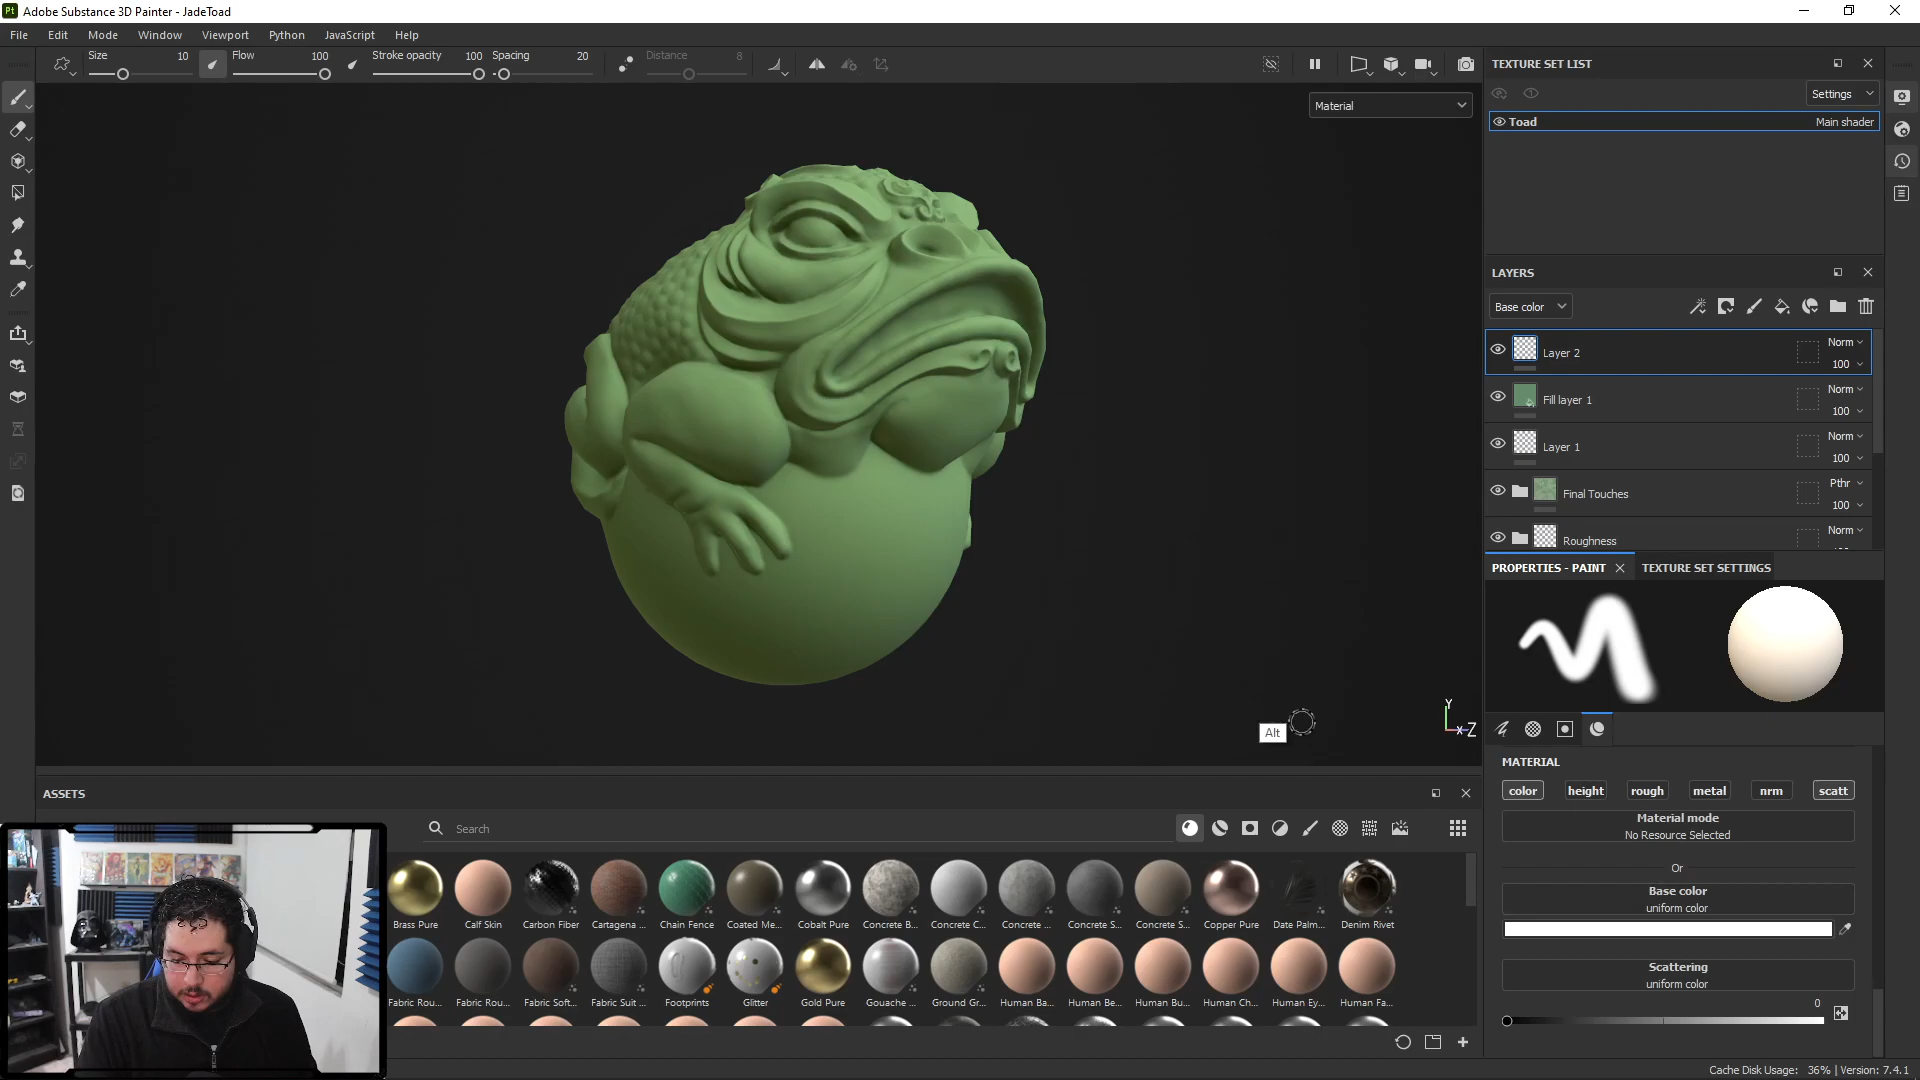 Pt Adobe Substance 3D Painter - JadeToad
File Edit Mode Window Viewport Python JavaScript Help
Size 10 Flow 100 Stroke opacity 100 Spacing 20 Distance 8
Material
TEXTURE SET LIST
Settings
Toad Main shader
LAYERS
Base color
Layer 2 Norm 100
Fill layer 1 Norm 100
Layer 1 Norm 100
Final Touches Pthr 100
Roughness Norm
PROPERTIES - PAINT TEXTURE SET SETTINGS
Alt
Y
X Z
MATERIAL
color height rough metal nrm scatt
Material mode
No Resource Selected
Or
Base color
uniform color
Scattering
uniform color
0
ASSETS
Search
Brass Pure Calf Skin Carbon Fiber Cartagena ... Chain Fence Coated Me... Cobalt Pure Concrete B... Concrete C... Concrete ... Concrete S... Concrete S... Copper Pure Date Palm... Denim Rivet
Fabric Rou... Fabric Rou... Fabric Soft... Fabric Suit ... Footprints Glitter Gold Pure Gouache ... Ground Gr... Human Ba... Human Be... Human Bu... Human Ch... Human Ey... Human Fa...
Cache Disk Usage: 36% | Version: 7.4.1